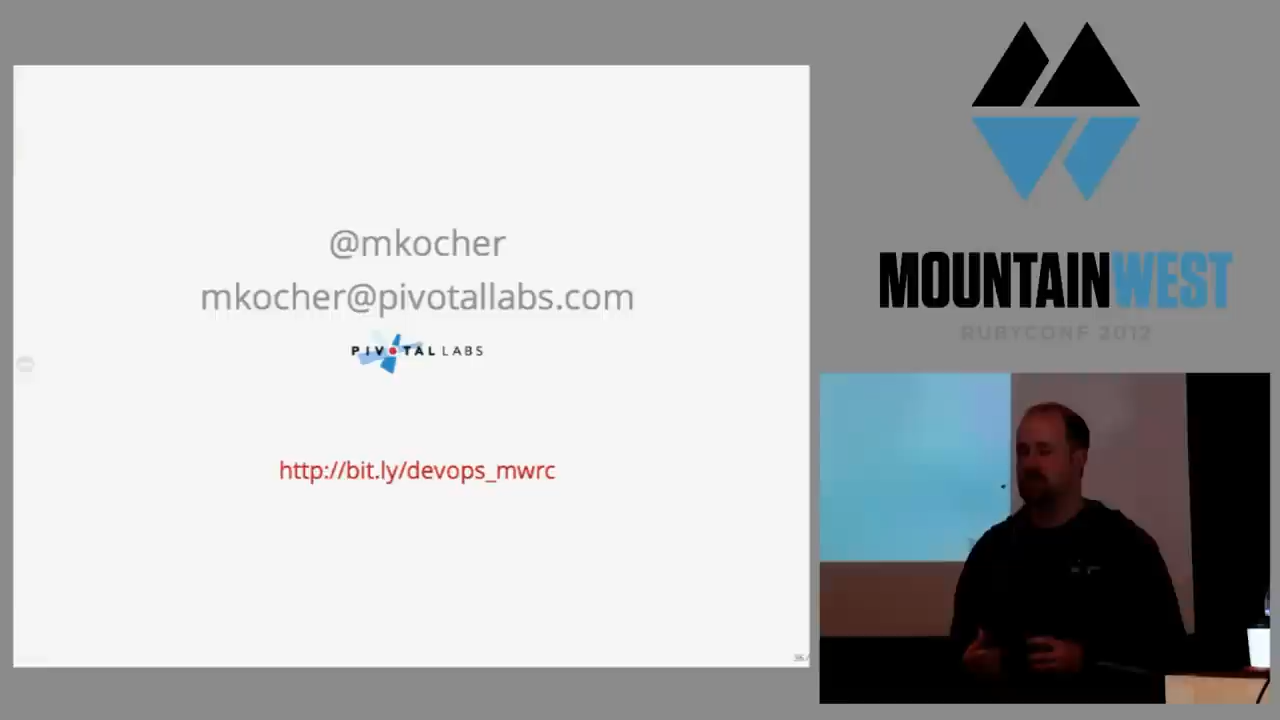 @mkocher
mkocher@pivotallabs.com
PIVOTAL LABS
http://bit.ly/devops_mwrc
MOUNTAINWEST
RUBYCONF 2012